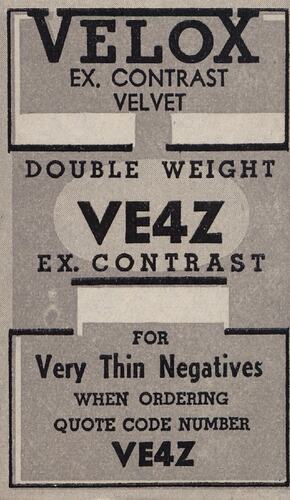 VELOX
EX. CONTRAST
VELVET
DOUBLE WEIGHT
VE4Z
EX. CONTRAST
FOR
Very Thin Negatives
WHEN ORDERING
QUOTE CODE NUMBER
VE4Z